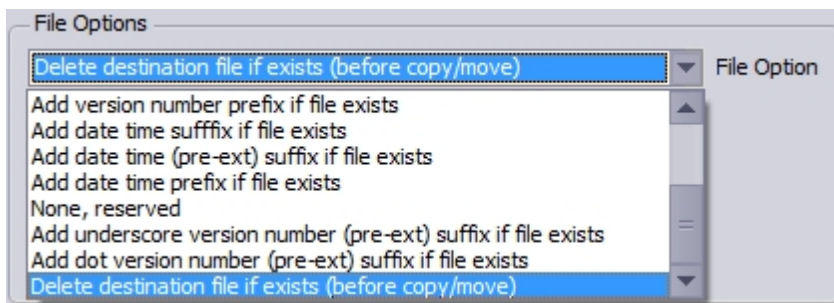 File Options
Delete destination file if exists (before copy/move)
File Option
Add version number prefix if file exists
Add date time sufffix if file exists
Add date time (pre-ext) suffix if file exists
Add date time prefix if file exists
None, reserved
Add underscore version number (pre-ext) suffix if file exists
Add dot version number (pre-ext) suffix if file exists
Delete destination file if exists (before copy/move)